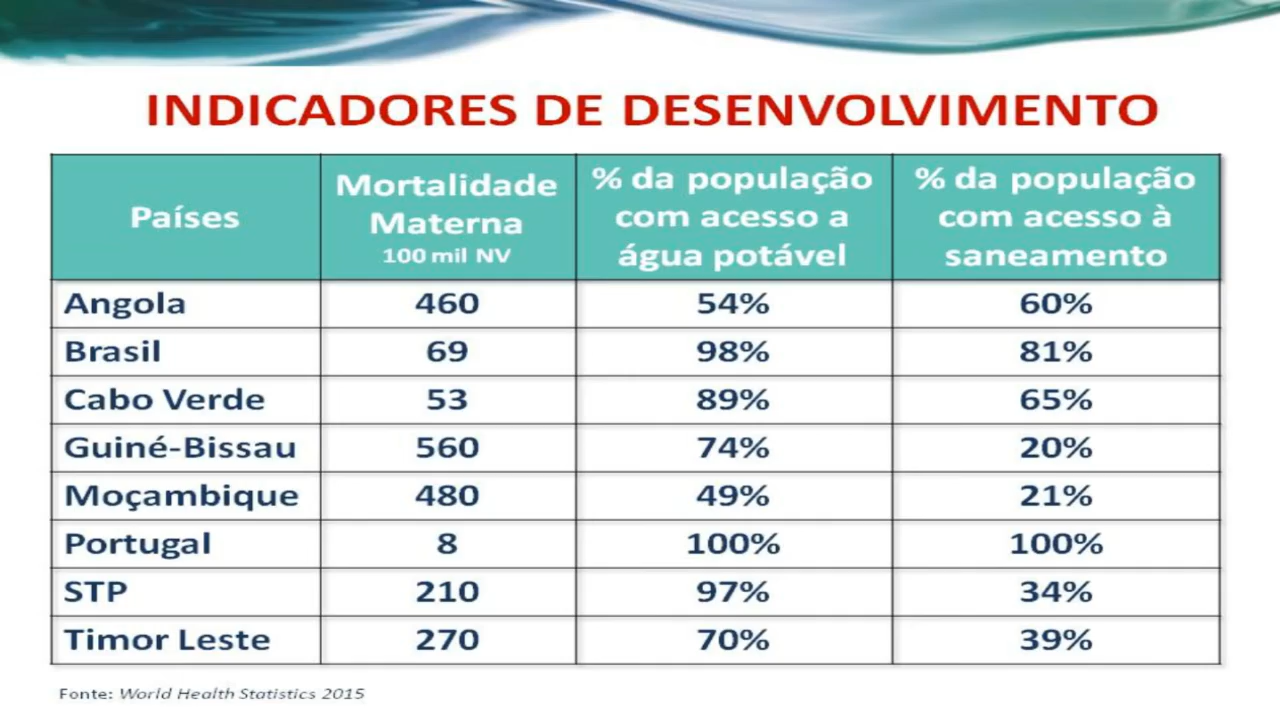 INDICADORES DE DESENVOLVIMENTO
Países
Mortalidade
Materna
100 mil NV
% da população
com acesso a
água potável
% da população
com acesso à
saneamento
Angola 460 54% 60%
Brasil 69 98% 81%
Cabo Verde 53 89% 65%
Guiné-Bissau 560 74% 20%
Moçambique 480 49% 21%
Portugal 8 100% 100%
STP 210 97% 34%
Timor Leste 270 70% 39%
Fonte: World Health Statistics 2015